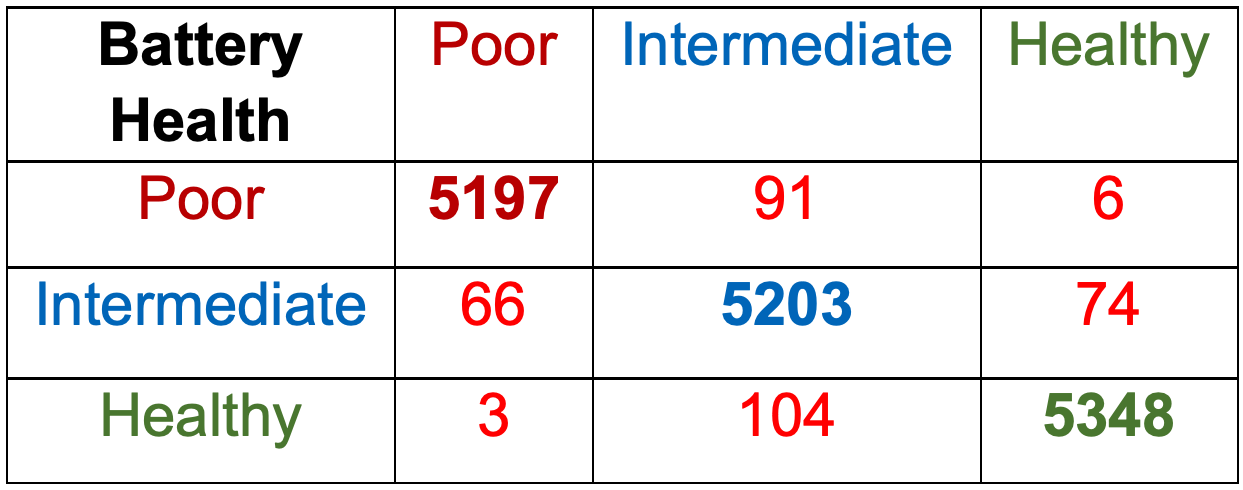 Battery Health Poor Intermediate Healthy
Poor 5197 91 6
Intermediate 66 5203 74
Healthy 3 104 5348